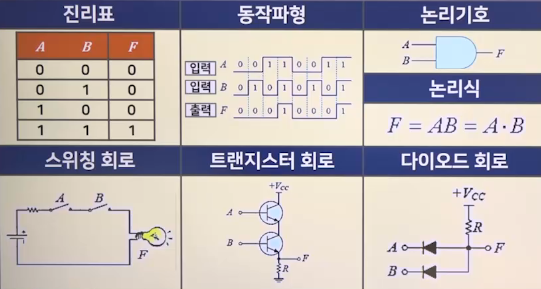 진리표
A B F
0 0 0
0 1 0
1 0 0
1 1 1
동작파형
입력 A 0 0 1 1 0 0 1 1
입력 B 0 1 0 1 0 1 0 1
출력 F 0 0 0 1 0 0 0 1
논리기호
A
B
F
논리식
F = AB = A·B
스위칭 회로
A B
F
트랜지스터 회로
+Vcc
A
B
F
R
다이오드 회로
+Vcc
R
A
F
B